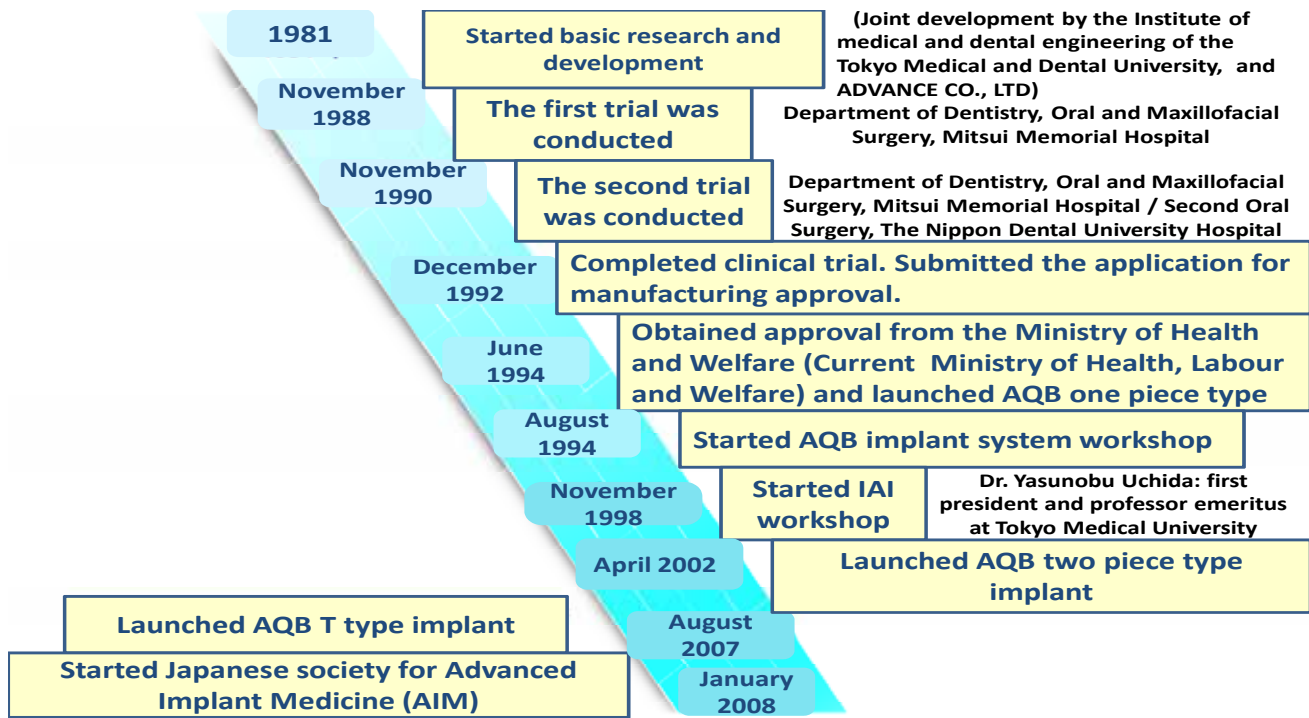 1981
Started basic research and
development
(Joint development by the Institute of
medical and dental engineering of the
Tokyo Medical and Dental University, and
ADVANCE CO., LTD)
November
1988
The first trial was
conducted
Department of Dentistry, Oral and Maxillofacial
Surgery, Mitsui Memorial Hospital
November
1990
The second trial
was conducted
Department of Dentistry, Oral and Maxillofacial
Surgery, Mitsui Memorial Hospital / Second Oral
Surgery, The Nippon Dental University Hospital
December
1992
Completed clinical trial. Submitted the application for
manufacturing approval.
June
1994
Obtained approval from the Ministry of Health
and Welfare (Current Ministry of Health, Labour
and Welfare) and launched AQB one piece type
August
1994
Started AQB implant system workshop
November
1998
Started IAI
workshop
Dr. Yasunobu Uchida: first
president and professor emeritus
at Tokyo Medical University
April 2002
Launched AQB two piece type
implant
Launched AQB T type implant
August
2007
Started Japanese society for Advanced
Implant Medicine (AIM)
January
2008